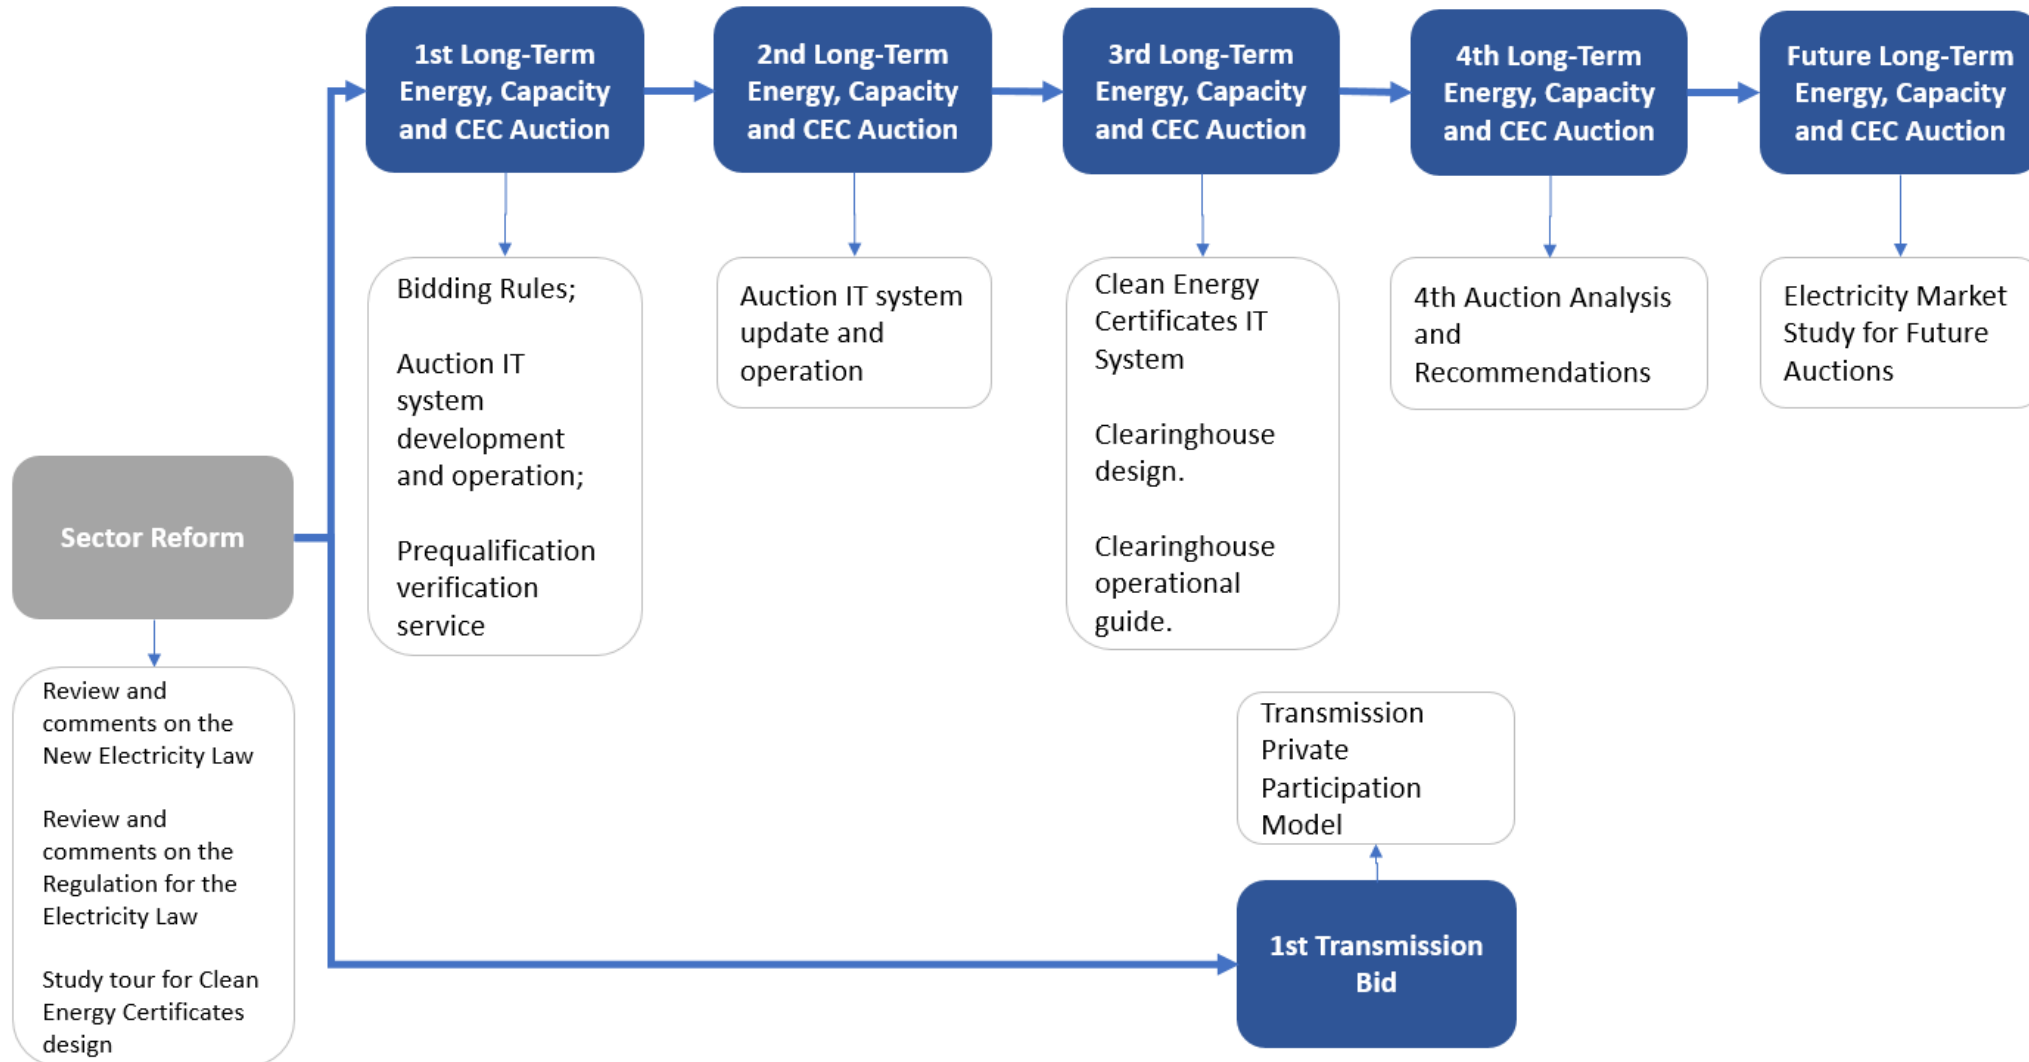 1st Long-Term
Energy, Capacity
and CEC Auction
2nd Long-Term
Energy, Capacity
and CEC Auction
3rd Long-Term
Energy, Capacity
and CEC Auction
4th Long-Term
Energy, Capacity
and CEC Auction
Future Long-Term
Energy, Capacity
and CEC Auction
Bidding Rules;
Auction IT
system
development
and operation;
Prequalification
verification
service
Auction IT system
update and
operation
Clean Energy
Certificates IT
System
Clearinghouse
design.
Clearinghouse
operational
guide.
4th Auction Analysis
and
Recommendations
Electricity Market
Study for Future
Auctions
Sector Reform
Review and
comments on the
New Electricity Law
Review and
comments on the
Regulation for the
Electricity Law
Study tour for Clean
Energy Certificates
design
Transmission
Private
Participation
Model
1st Transmission
Bid